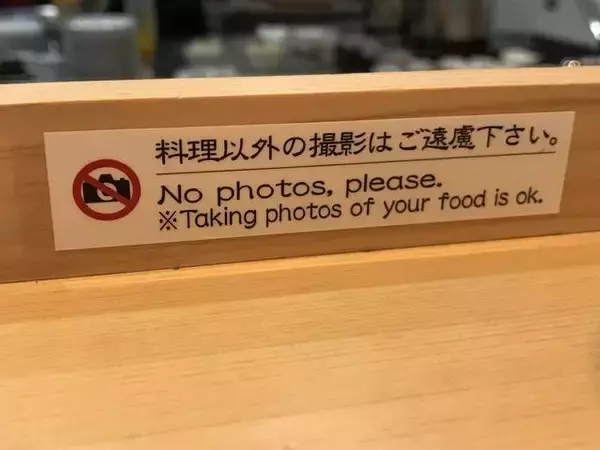 料理以外の撮影はご遠慮下さい。
No photos, please.
※Taking photos of your food is ok.